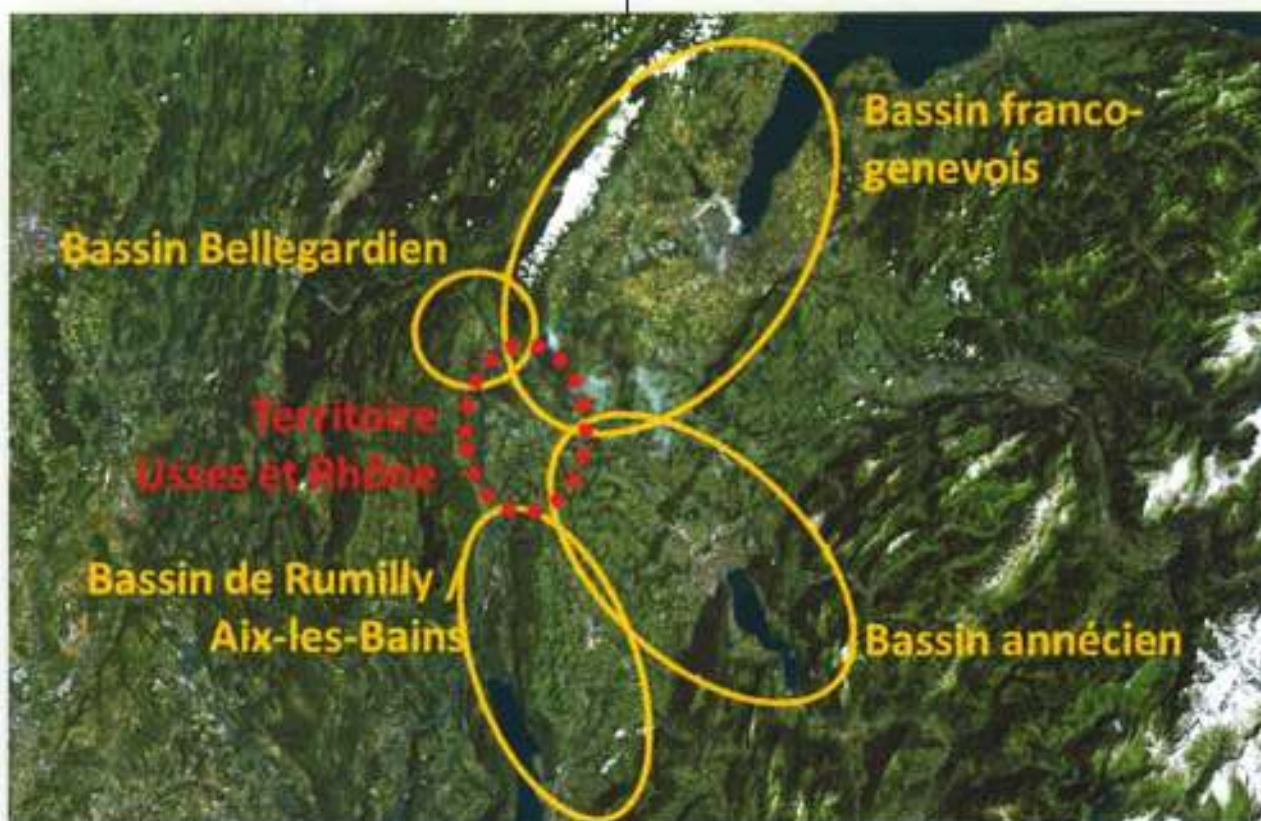 Bassin franco-
genevois
Bassin Bellegardien
Territoire
Usses et Rhône
Bassin de Rumilly /
Aix-les-Bains
Bassin annécien